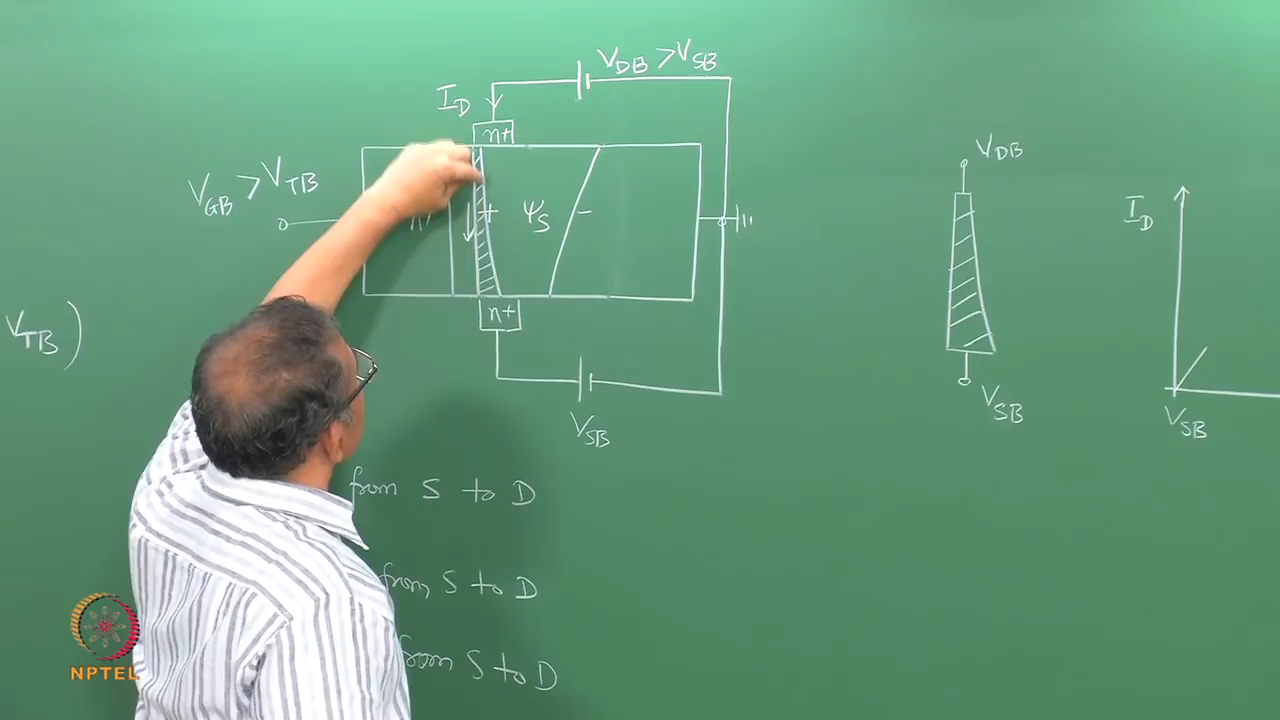 V_DB > V_SB
I_D
n+
V_GB > V_TB
+ ψ_S −
n+
V_SB
V_TB)
from S to D
from S to D
from S to D
V_DB
V_SB
I_D
V_SB
NPTEL